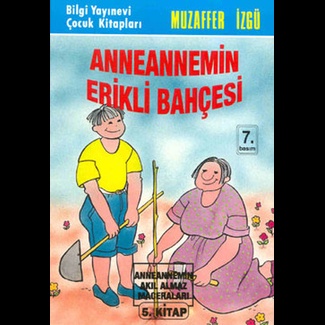 Bilgi Yayınevi
Çocuk Kitapları
MUZAFFER İZGÜ
ANNEANNEMİN
ERİKLİ BAHÇESİ
7.
basım
ANNEANNEMİN
AKIL ALMAZ
MACERALARI
5. KİTAP